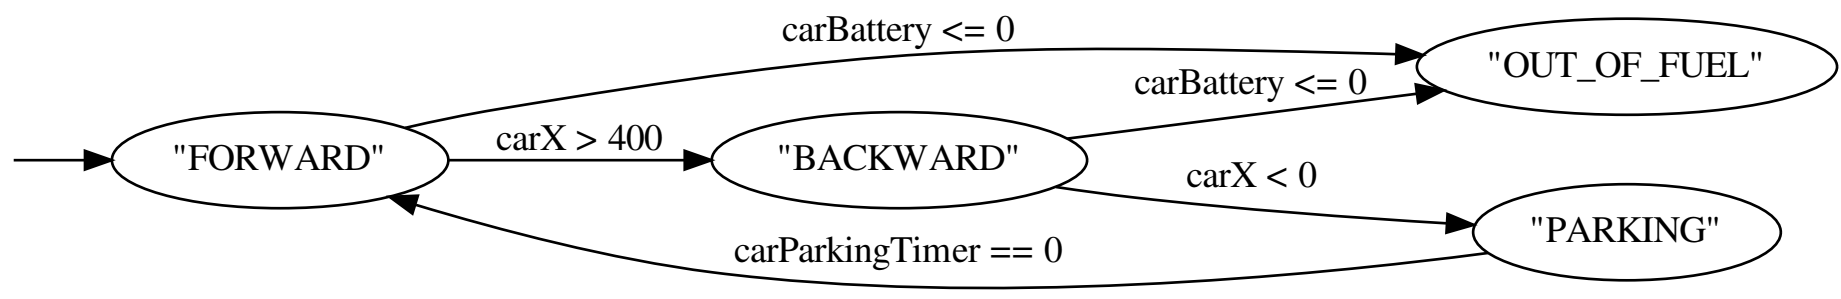 carBattery <= 0
"OUT_OF_FUEL"
carBattery <= 0
"FORWARD"
carX > 400
"BACKWARD"
carX < 0
"PARKING"
carParkingTimer == 0